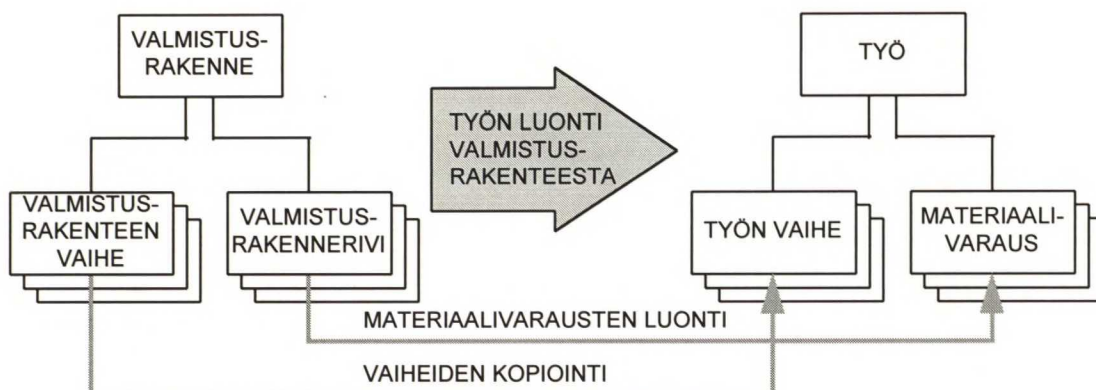 VALMISTUS-
RAKENNE
TYÖ
TYÖN LUONTI
VALMISTUS-
RAKENTEESTA
VALMISTUS-
RAKENTEEN
VAIHE
VALMISTUS-
RAKENNERIVI
TYÖN VAIHE
MATERIAALI-
VARAUS
MATERIAALIVARAUSTEN LUONTI
VAIHEIDEN KOPIOINTI